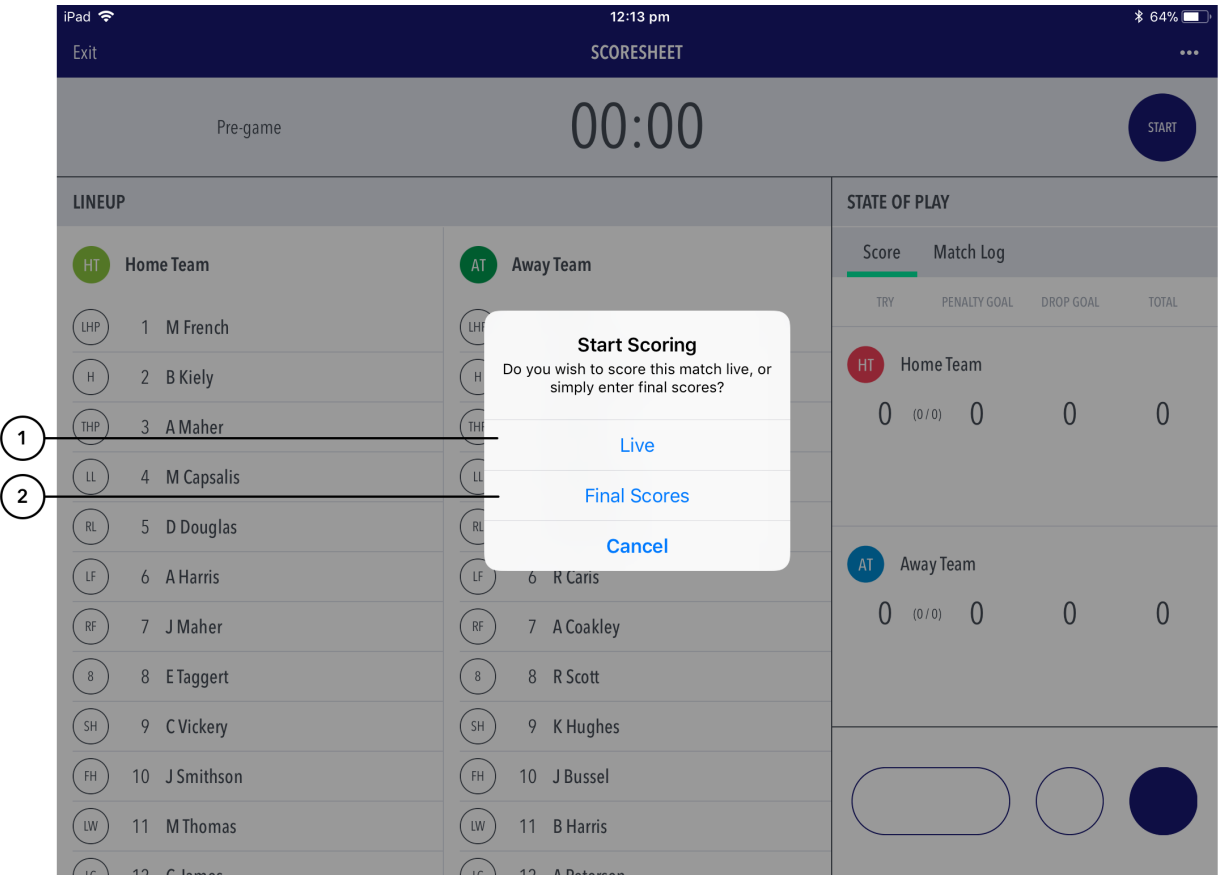 iPad 12:13 pm 64%
Exit SCORESHEET •••
Pre-game 00:00 START
LINEUP
HT Home Team
LHP 1 M French
H 2 B Kiely
THP 3 A Maher
LL 4 M Capsalis
RL 5 D Douglas
LF 6 A Harris
RF 7 J Maher
8 8 E Taggert
SH 9 C Vickery
FH 10 J Smithson
LW 11 M Thomas
12
AT Away Team
H
LL
RL
LF 6 R Caris
RF 7 A Coakley
8 8 R Scott
SH 9 K Hughes
FH 10 J Bussel
LW 11 B Harris
12
Start Scoring
Do you wish to score this match live, or
simply enter final scores?
Live
Final Scores
Cancel
1
2
STATE OF PLAY
Score Match Log
TRY PENALTY GOAL DROP GOAL TOTAL
HT Home Team
0 (0/0) 0 0 0
AT Away Team
0 (0/0) 0 0 0